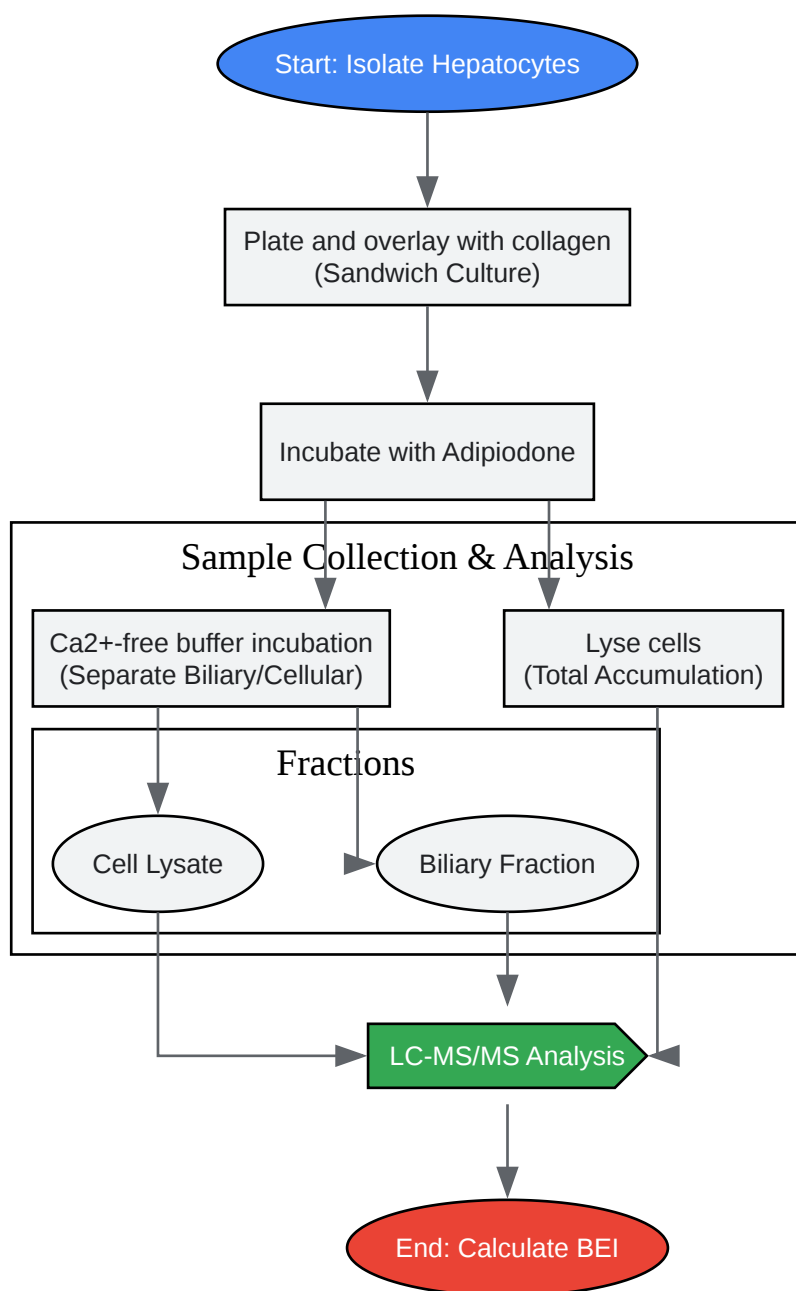 Start: Isolate Hepatocytes
Plate and overlay with collagen
(Sandwich Culture)
Incubate with Adipiodone
Sample Collection & Analysis
Ca2+-free buffer incubation
(Separate Biliary/Cellular)
Lyse cells
(Total Accumulation)
Fractions
Cell Lysate
Biliary Fraction
LC-MS/MS Analysis
End: Calculate BEI